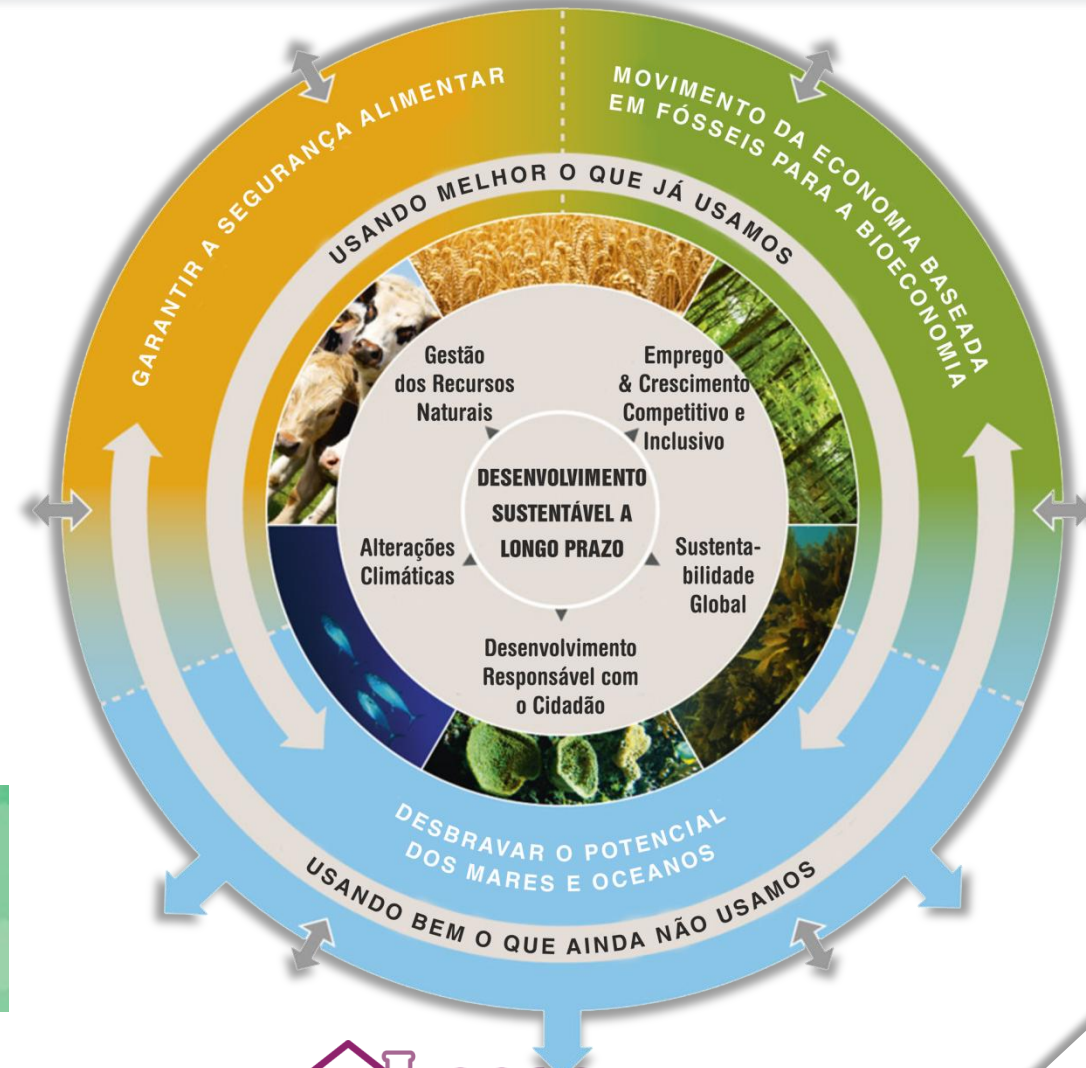 GARANTIR A SEGURANÇA ALIMENTAR
MOVIMENTO DA ECONOMIA BASEADA
EM FÓSSEIS PARA A BIOECONOMIA
USANDO MELHOR O QUE JÁ USAMOS
Gestão
dos Recursos
Naturais
Emprego
& Crescimento
Competitivo e
Inclusivo
DESENVOLVIMENTO
SUSTENTÁVEL A
LONGO PRAZO
Alterações
Climáticas
Sustenta-
bilidade
Global
Desenvolvimento
Responsável com
o Cidadão
DESBRAVAR O POTENCIAL
DOS MARES E OCEANOS
USANDO BEM O QUE AINDA NÃO USAMOS